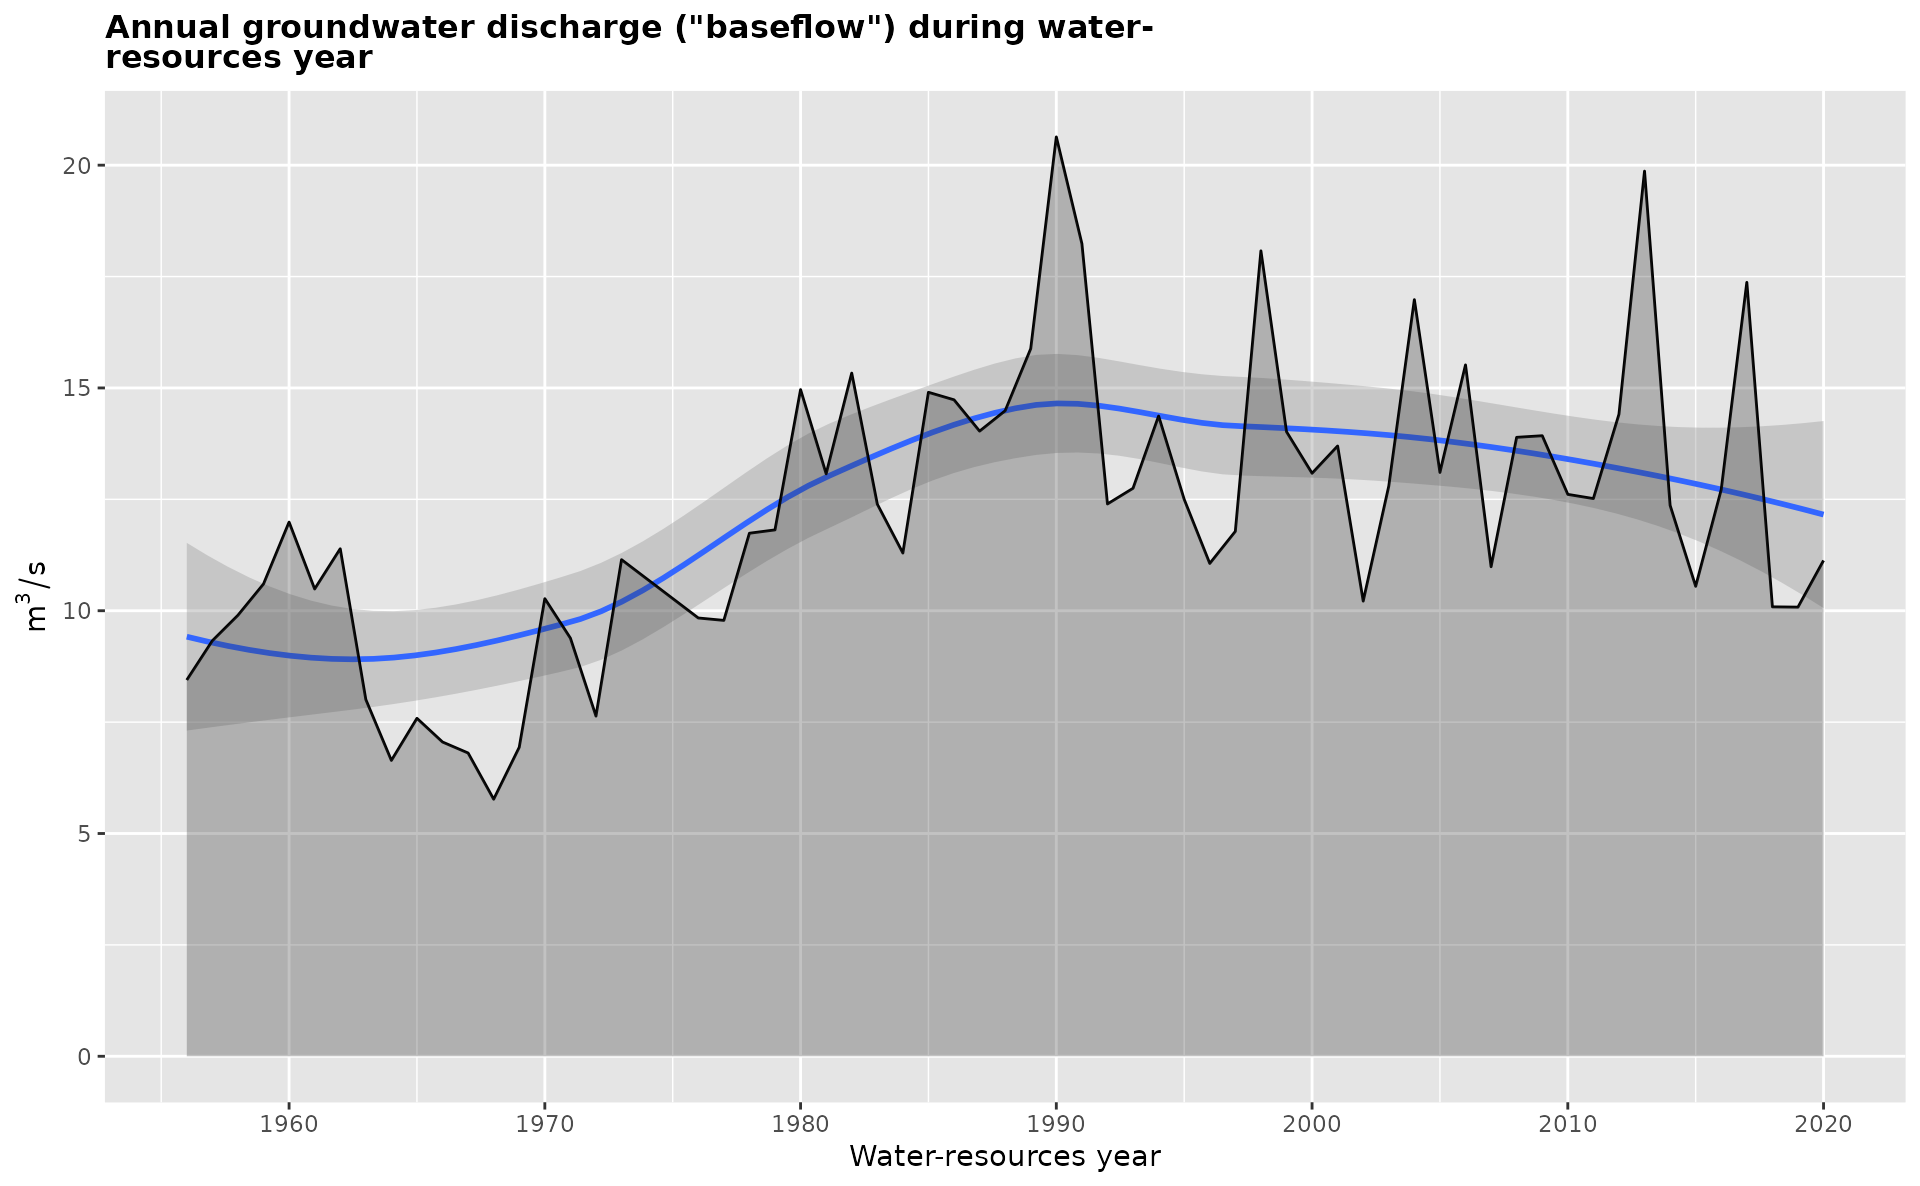 Annual groundwater discharge ("baseflow") during water-
resources year
20
15
10
5
0
m³/s
1960 1970 1980 1990 2000 2010 2020
Water-resources year